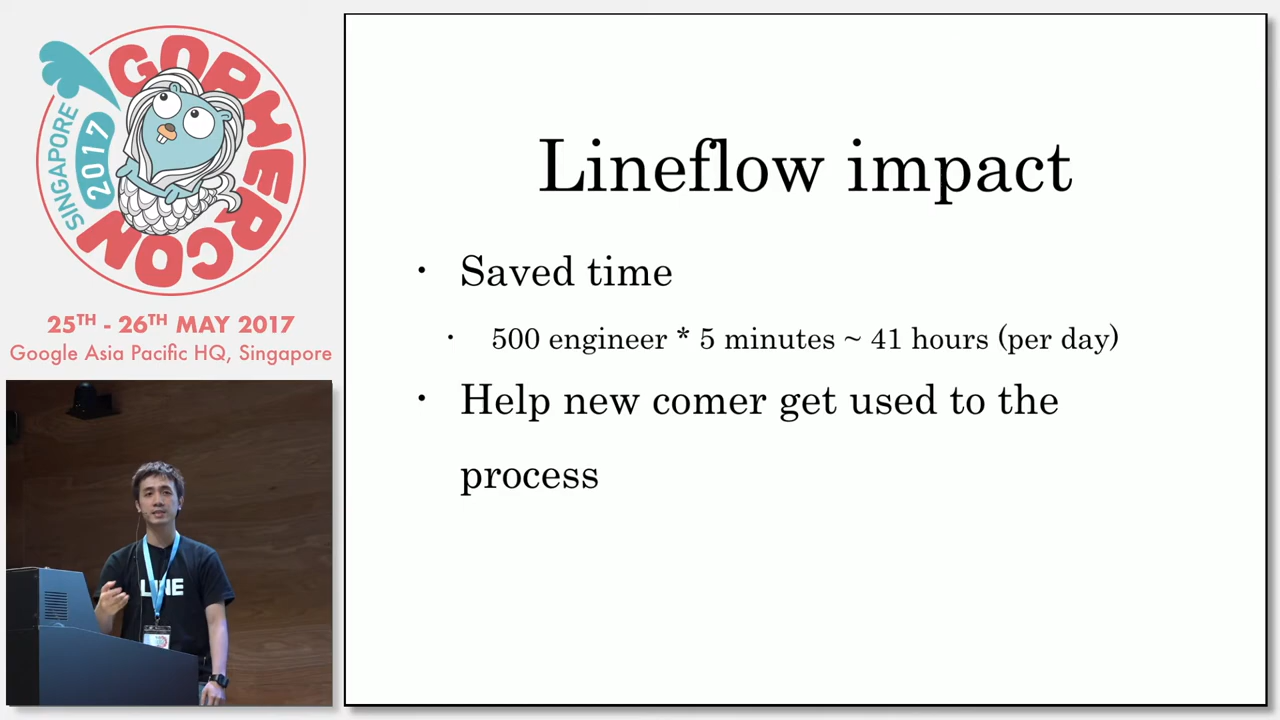 GOPHERCON
SINGAPORE
2017
25TH - 26TH MAY 2017
Google Asia Pacific HQ, Singapore
LINE
Lineflow impact
• Saved time
• 500 engineer * 5 minutes ~ 41 hours (per day)
• Help new comer get used to the
process